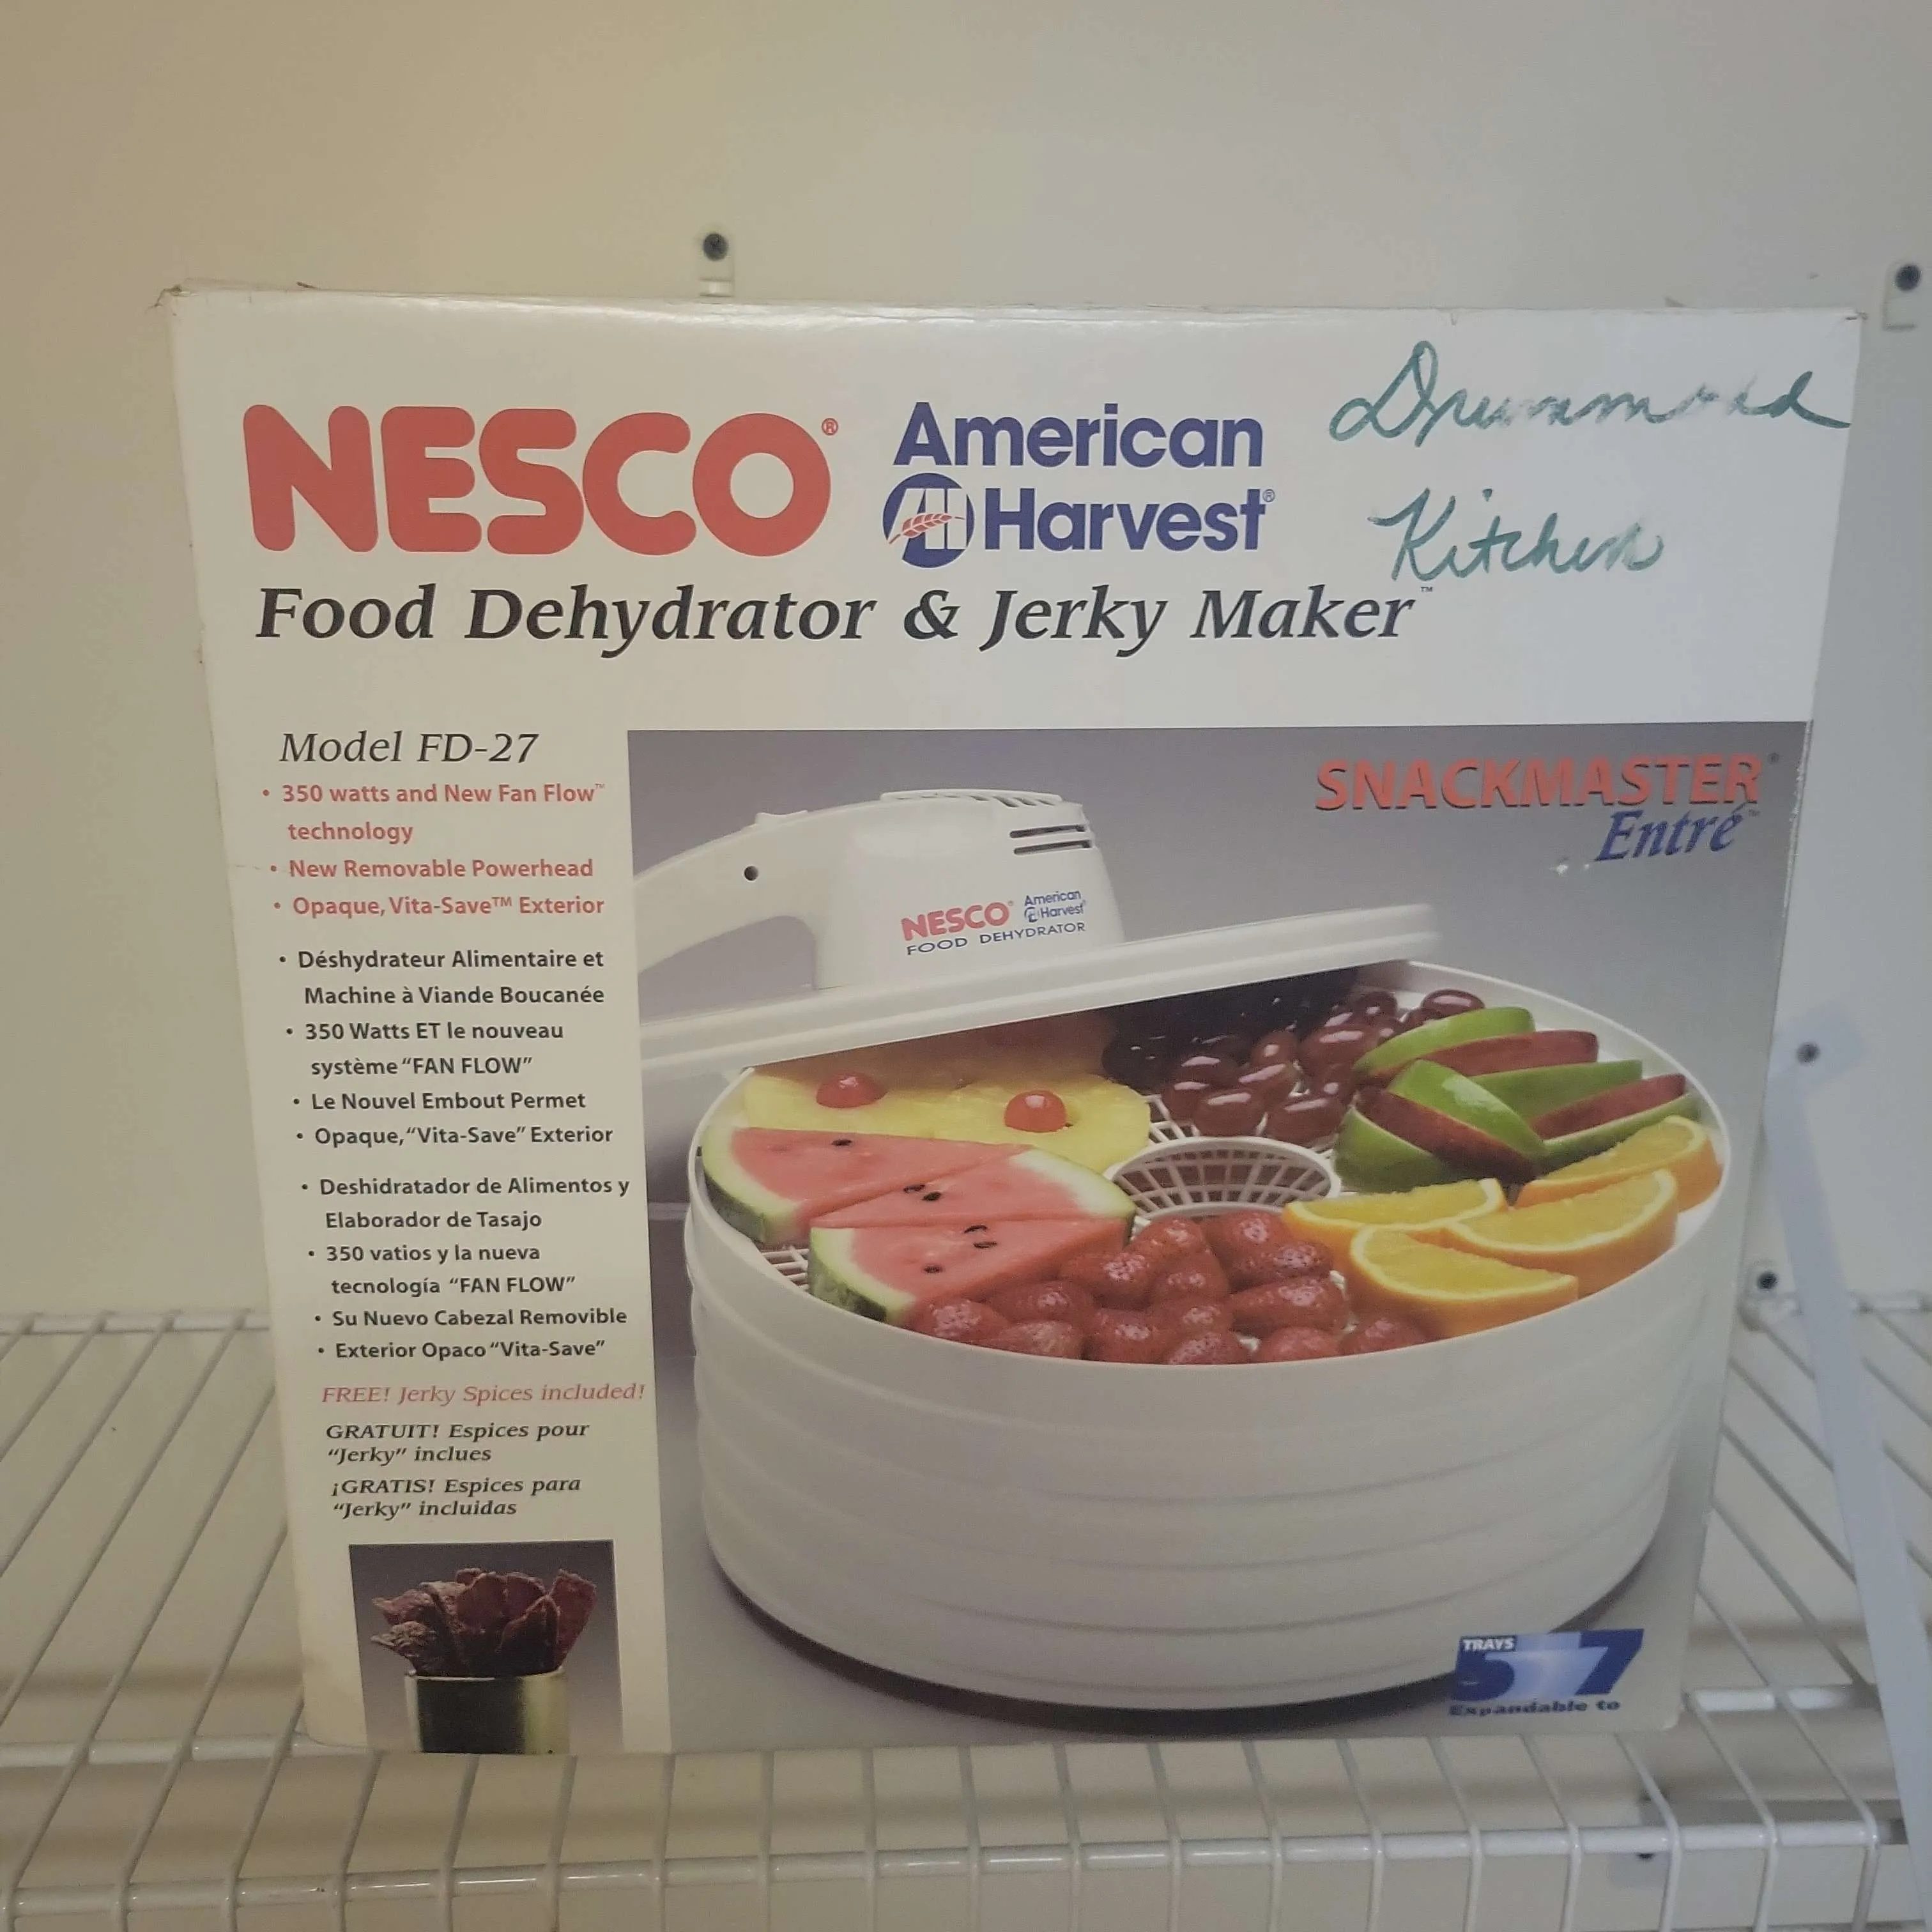 NESCO®
American
Harvest®
Drummond
Kitchen
Food Dehydrator & Jerky Maker™
Model FD-27
• 350 watts and New Fan Flow™
technology
• New Removable Powerhead
• Opaque, Vita-Save™ Exterior
• Déshydrateur Alimentaire et
Machine à Viande Boucanée
• 350 Watts ET le nouveau
système “FAN FLOW”
• Le Nouvel Embout Permet
• Opaque, “Vita-Save” Exterior
• Deshidratador de Alimentos y
Elaborador de Tasajo
• 350 vatios y la nueva
tecnología “FAN FLOW”
• Su Nuevo Cabezal Removible
• Exterior Opaco “Vita-Save”
FREE! Jerky Spices included!
GRATUIT! Espices pour
“Jerky” inclues
¡GRATIS! Espices para
“Jerky” incluidas
SNACKMASTER®
Entré™
NESCO® American
Harvest®
FOOD DEHYDRATOR
TRAYS
5 7
Expandable to